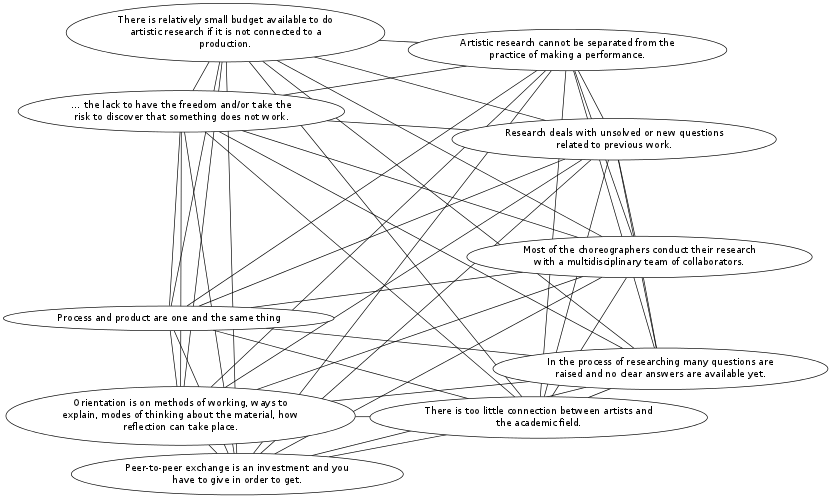 There is relatively small budget available to do
artistic research if it is not connected to a
production.
Artistic research cannot be separated from the
practice of making a performance.
... the lack to have the freedom and/or take the
risk to discover that something does not work.
Research deals with unsolved or new questions
related to previous work.
Most of the choreographers conduct their research
with a multidisciplinary team of collaborators.
Process and product are one and the same thing
In the process of researching many questions are
raised and no clear answers are available yet.
Orientation is on methods of working, ways to
explain, modes of thinking about the material, how
reflection can take place.
There is too little connection between artists and
the academic field.
Peer-to-peer exchange is an investment and you
have to give in order to get.